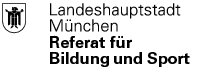 Landeshauptstadt
München
Referat für
Bildung und Sport